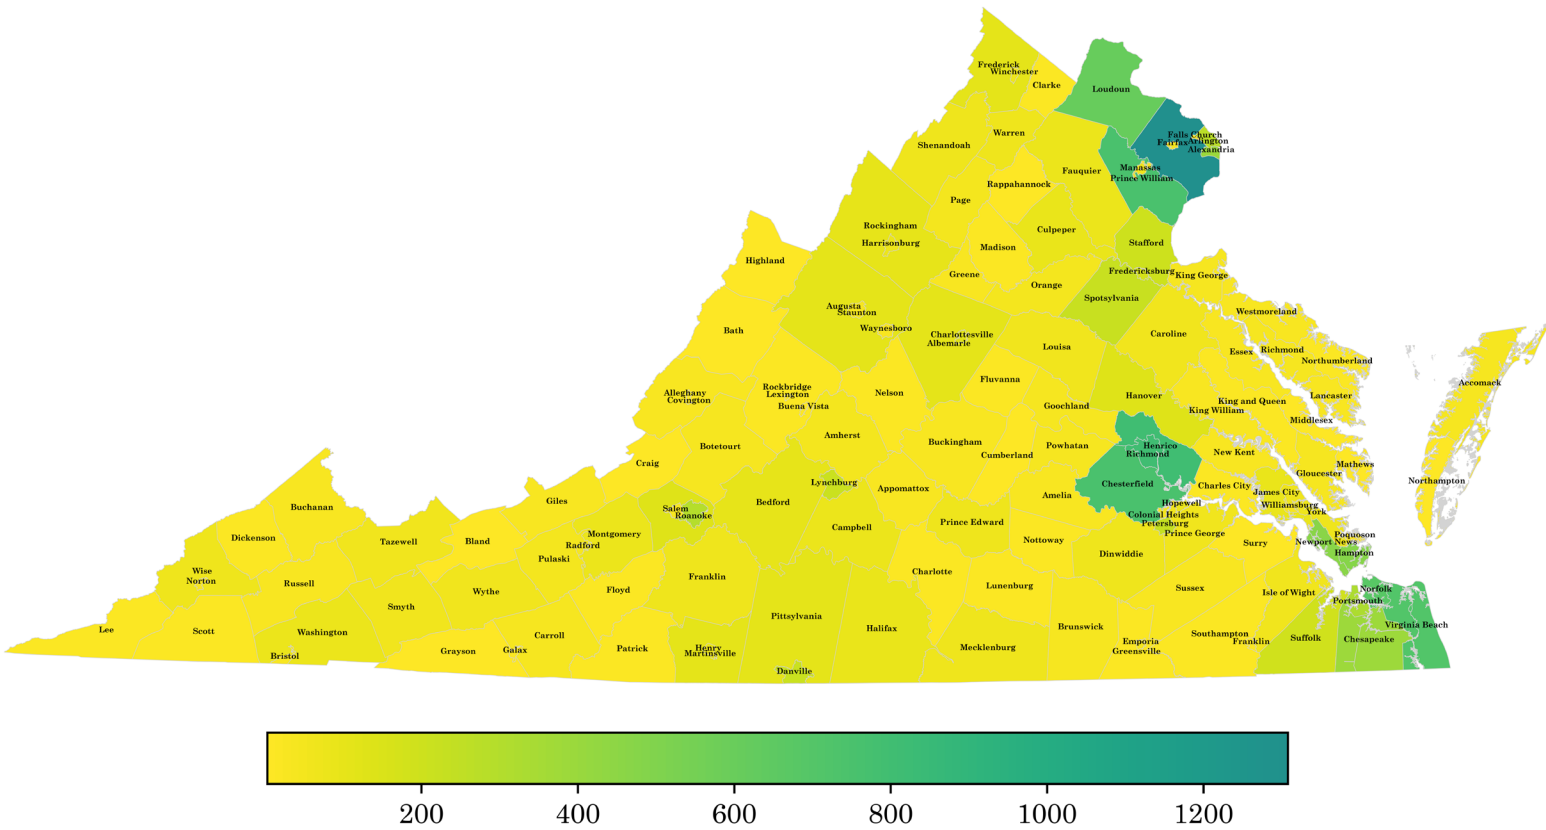 Frederick
Winchester
Clarke
Loudoun
Warren
Shenandoah
Falls Church
Fairfax
Arlington
Alexandria
Fauquier
Manassas
Prince William
Rappahannock
Page
Rockingham
Harrisonburg
Culpeper
Stafford
Madison
Highland
Greene
Fredericksburg
King George
Orange
Spotsylvania
Augusta
Staunton
Waynesboro
Westmoreland
Bath
Charlottesville
Albemarle
Caroline
Louisa
Essex
Richmond
Northumberland
Accomack
Fluvanna
Rockbridge
Lexington
Buena Vista
Nelson
Alleghany
Covington
Hanover
Lancaster
Goochland
King and Queen
King William
Middlesex
Amherst
Buckingham
Cumberland
Powhatan
Botetourt
Henrico
Richmond
New Kent
Craig
Mathews
Gloucester
Lynchburg
Chesterfield
Northampton
Appomattox
Charles City
James City
Amelia
Giles
Bedford
Hopewell
Williamsburg
Buchanan
Salem
Roanoke
Colonial Heights
York
Petersburg
Prince Edward
Campbell
Prince George
Montgomery
Poquoson
Dickenson
Tazewell
Bland
Radford
Nottoway
Newport News
Surry
Dinwiddie
Hampton
Pulaski
Wise
Norton
Charlotte
Franklin
Russell
Lunenburg
Sussex
Norfolk
Floyd
Wythe
Isle of Wight
Portsmouth
Smyth
Pittsylvania
Halifax
Brunswick
Virginia Beach
Lee
Scott
Washington
Carroll
Southampton
Suffolk
Chesapeake
Emporia
Franklin
Greensville
Mecklenburg
Grayson
Galax
Patrick
Henry
Martinsville
Bristol
Danville
200 400 600 800 1000 1200